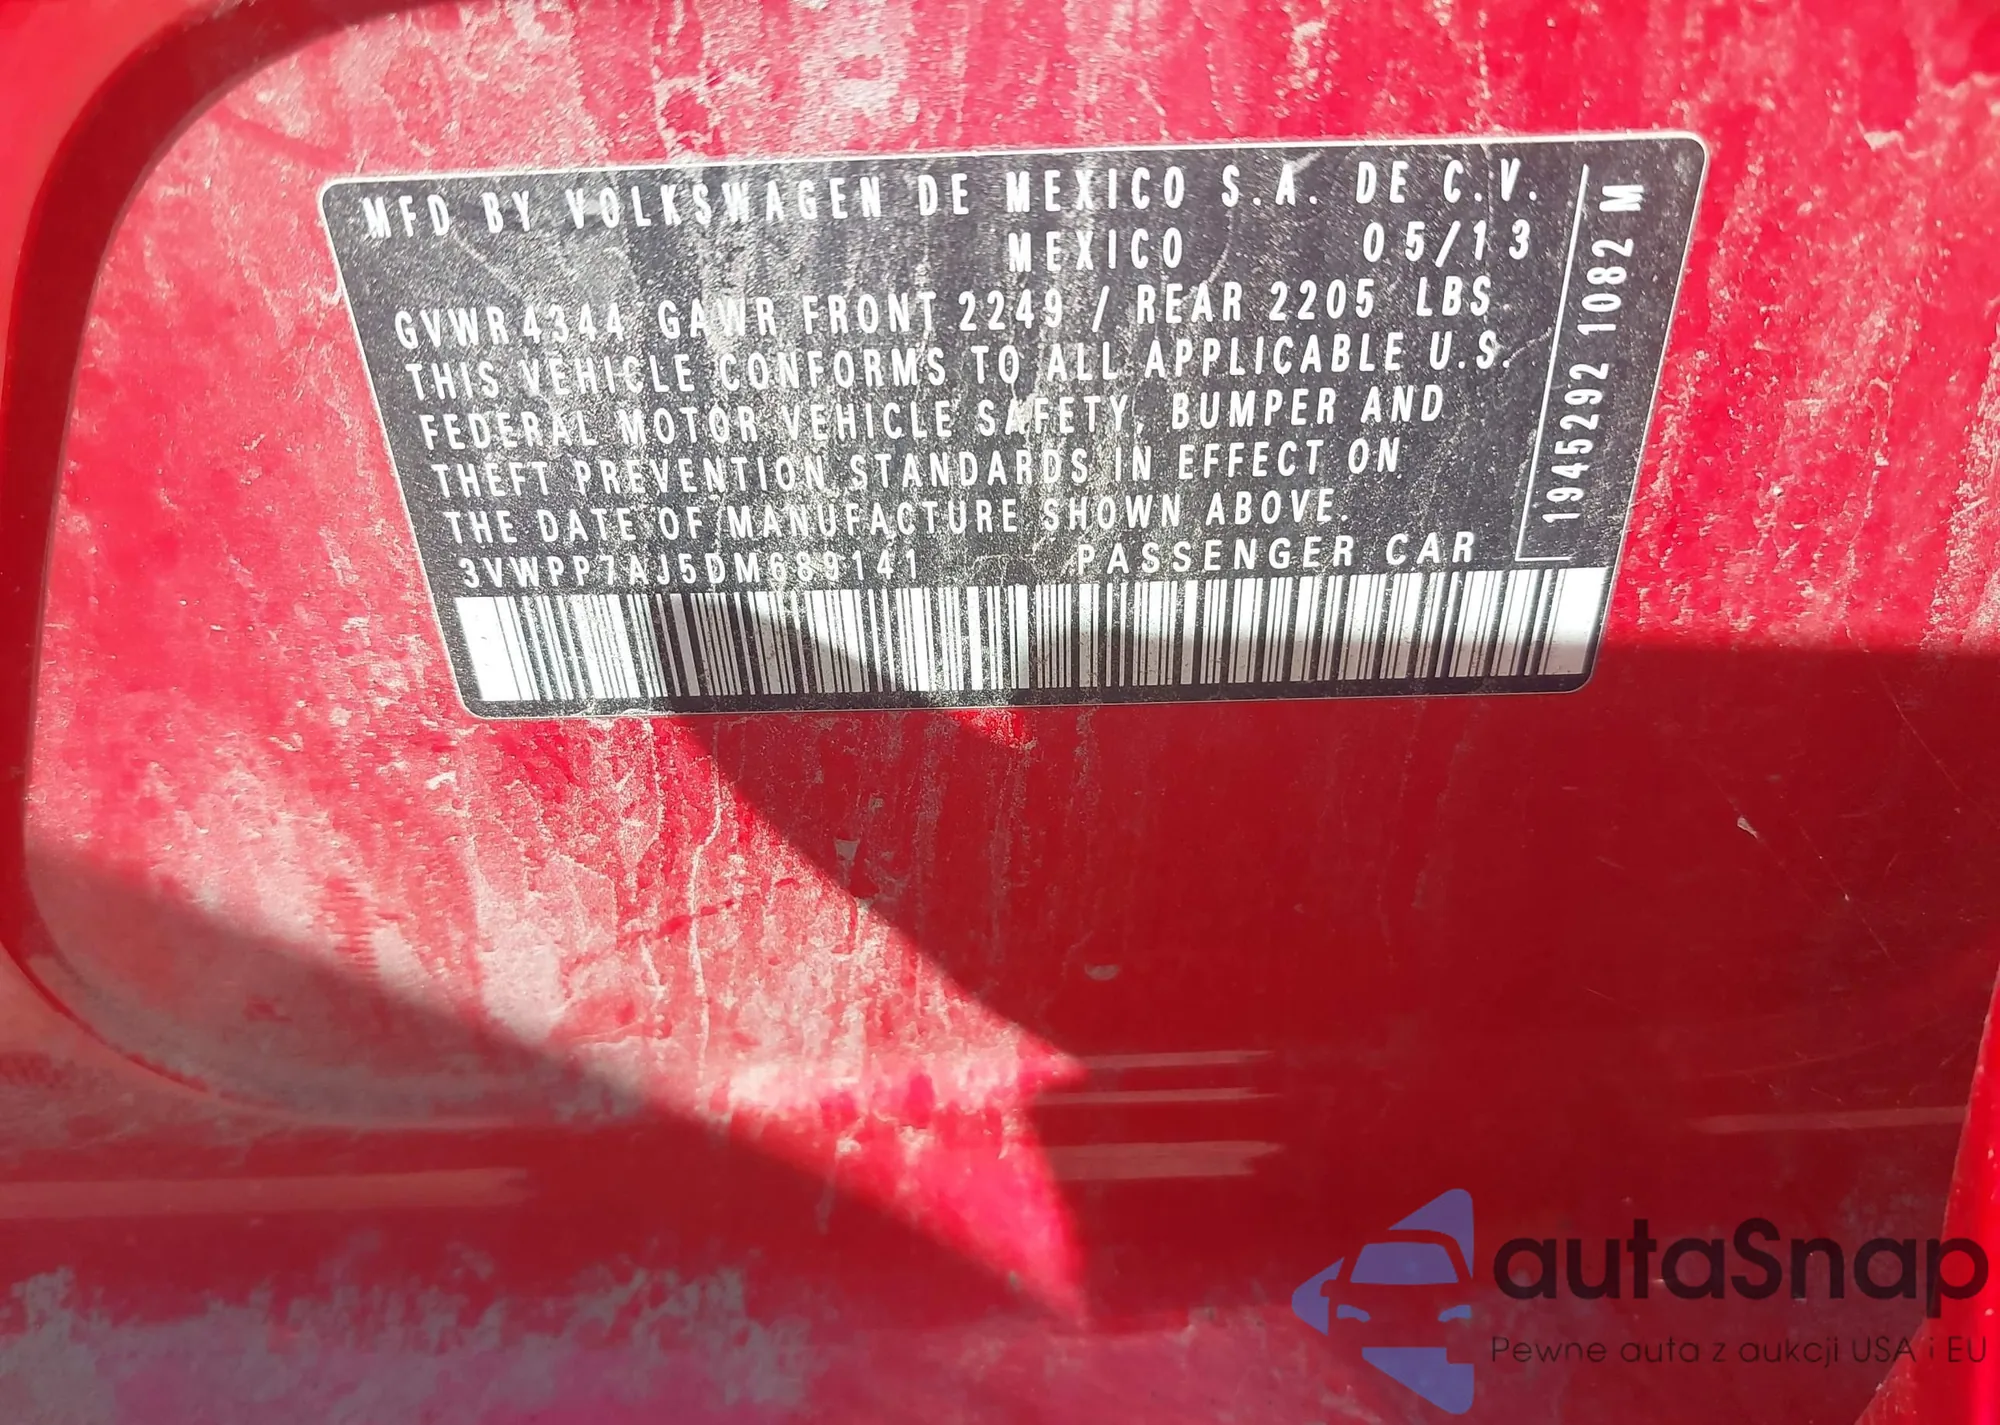 MFD BY VOLKSWAGEN DE MEXICO S.A. DE C.V.
MEXICO 05/13
GVWR 4344 GAWR FRONT 2249 / REAR 2205 LBS
THIS VEHICLE CONFORMS TO ALL APPLICABLE U.S.
FEDERAL MOTOR VEHICLE SAFETY, BUMPER AND
THEFT PREVENTION STANDARDS IN EFFECT ON
THE DATE OF MANUFACTURE SHOWN ABOVE.
3VWPP7AJ5DM689141 PASSENGER CAR
1945292 1082 M
autaSnap
Pewne auta z aukcji USA i EU